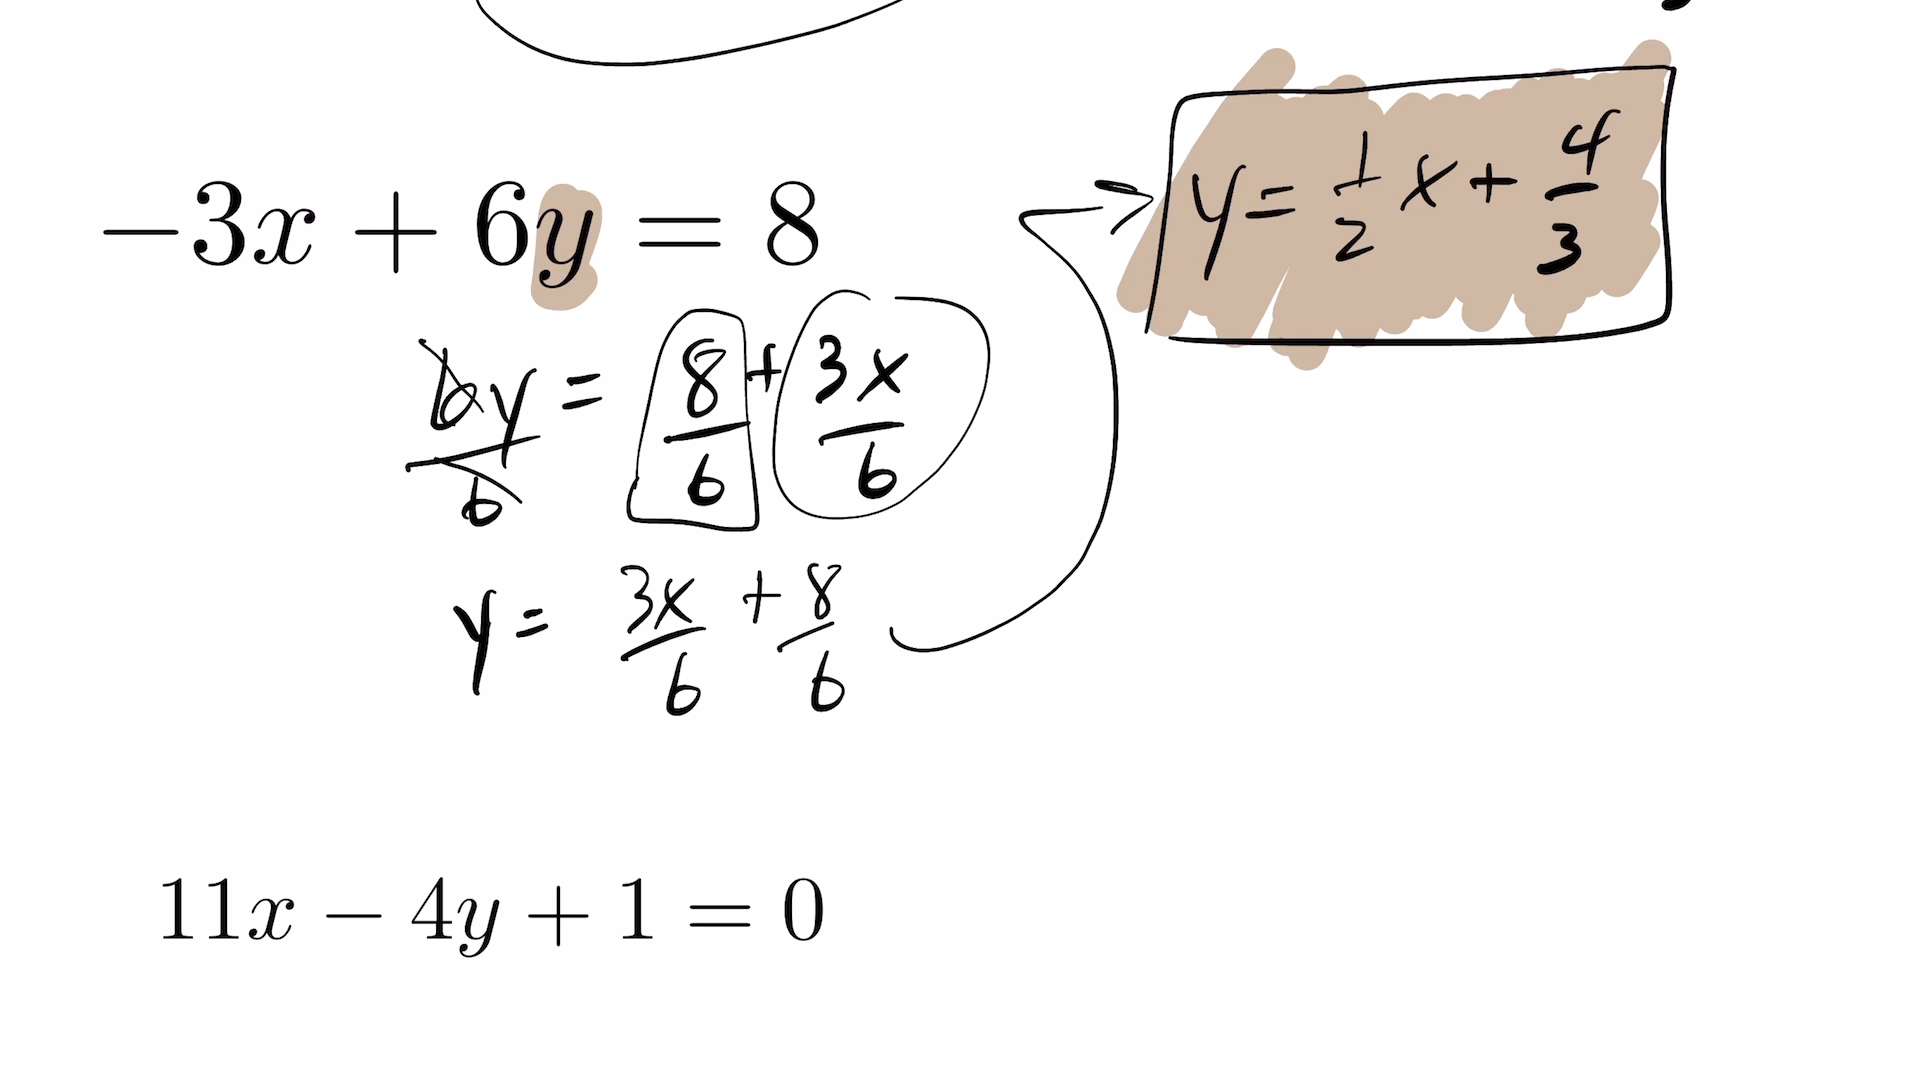 −3x + 6y = 8
6y/6 = 8/6 + 3x/6
y = 3x/6 + 8/6
y = 1/2 x + 4/3
11x − 4y + 1 = 0